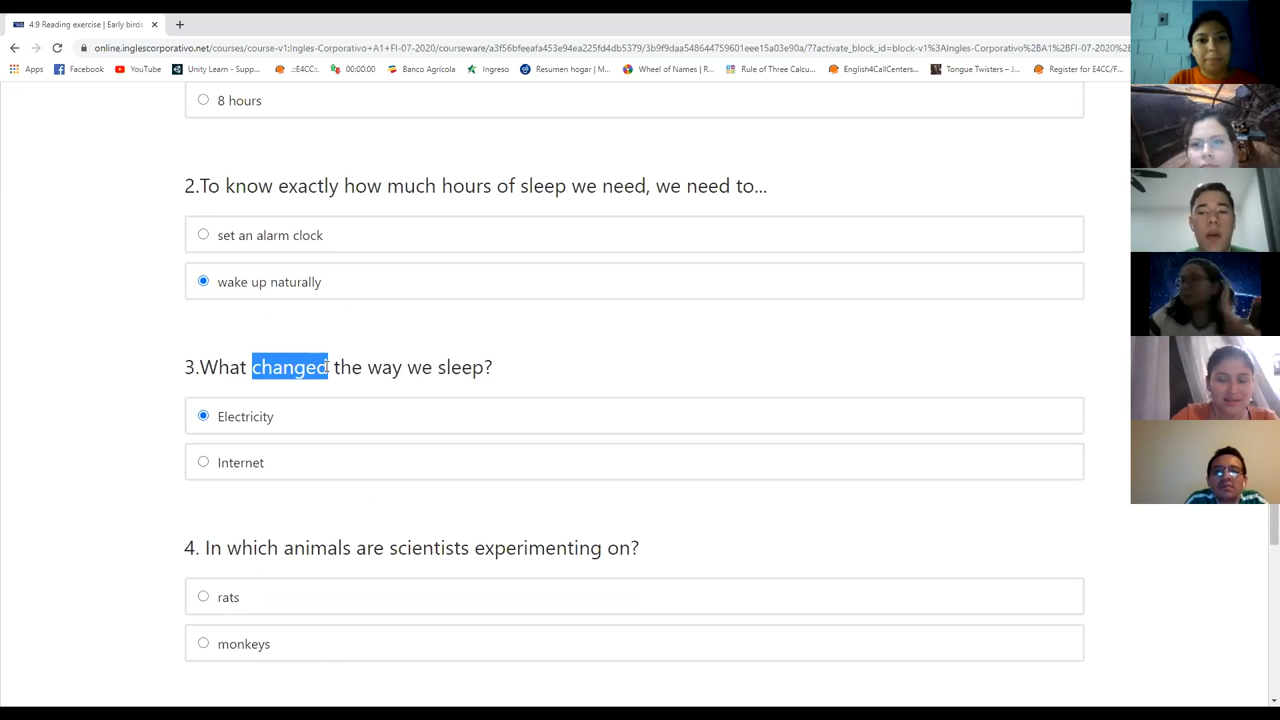 4.9 Reading exercise | Early birds
online.inglescorporativo.net/courses/course-v1:Ingles-Corporativo+A1+FI-07-2020/courseware/a3f56bfeefa453e94ea225fd4db5379/3b9f9daa548644759601eee15a03e90a/7?activate_block_id=block-v1%3AIngles-Corporativo%2BA1%2BFI-07-2020%2B
Apps Facebook YouTube Unity Learn - Supp... .::E4CC:. 00:00:00 Banco Agrícola Ingreso Resumen hogar | M... Wheel of Names | R... Rule of Three Calcu... English4CallCenters... Tongue Twisters – J... Register for E4CC/F...
8 hours
2.To know exactly how much hours of sleep we need, we need to...
set an alarm clock
wake up naturally
3.What changed the way we sleep?
Electricity
Internet
4. In which animals are scientists experimenting on?
rats
monkeys